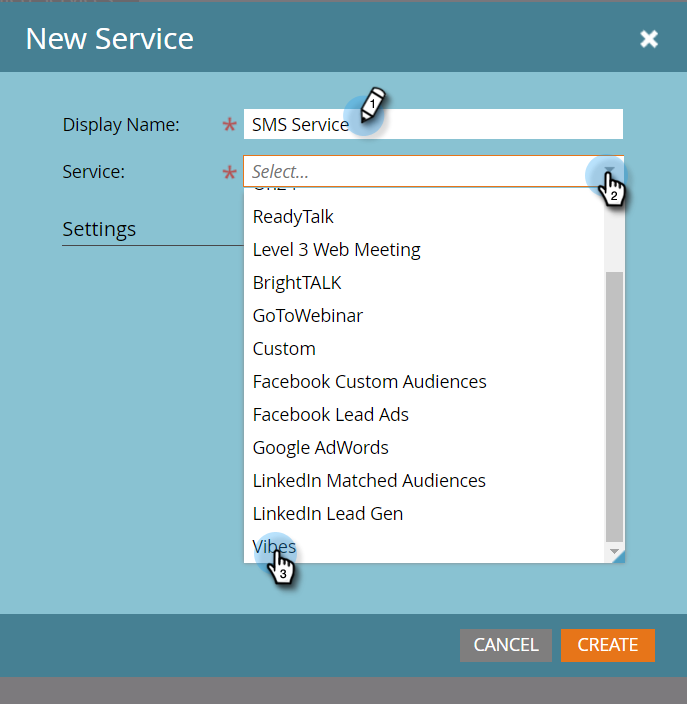 New Service
Display Name: * SMS Service 1
Service: * Select... 2
ReadyTalk
Settings
Level 3 Web Meeting
BrightTALK
GoToWebinar
Custom
Facebook Custom Audiences
Facebook Lead Ads
Google AdWords
LinkedIn Matched Audiences
LinkedIn Lead Gen
Vibes
3
CANCEL CREATE